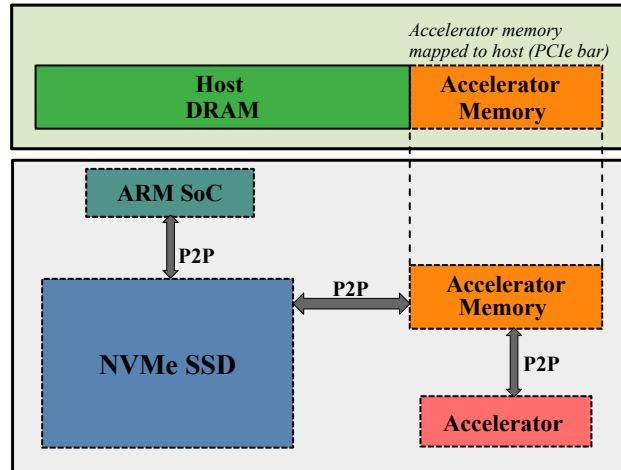 Accelerator memory
mapped to host (PCIe bar)
Host
DRAM
Accelerator
Memory
ARM SoC
P2P
NVMe SSD
P2P
Accelerator
Memory
P2P
Accelerator